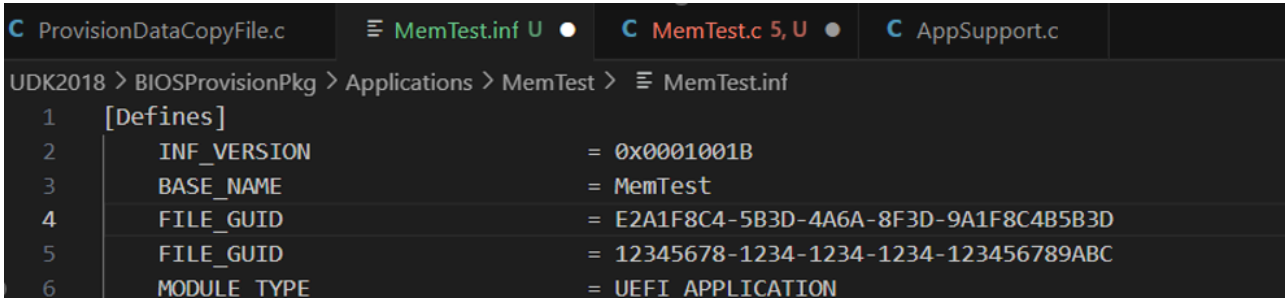 ProvisionDataCopyFile.c MemTest.inf U MemTest.c 5, U AppSupport.c
UDK2018 > BIOSProvisionPkg > Applications > MemTest > MemTest.inf
1 [Defines]
2 INF_VERSION = 0x0001001B
3 BASE_NAME = MemTest
4 FILE_GUID = E2A1F8C4-5B3D-4A6A-8F3D-9A1F8C4B5B3D
5 FILE_GUID = 12345678-1234-1234-1234-123456789ABC
6 MODULE_TYPE = UEFI_APPLICATION